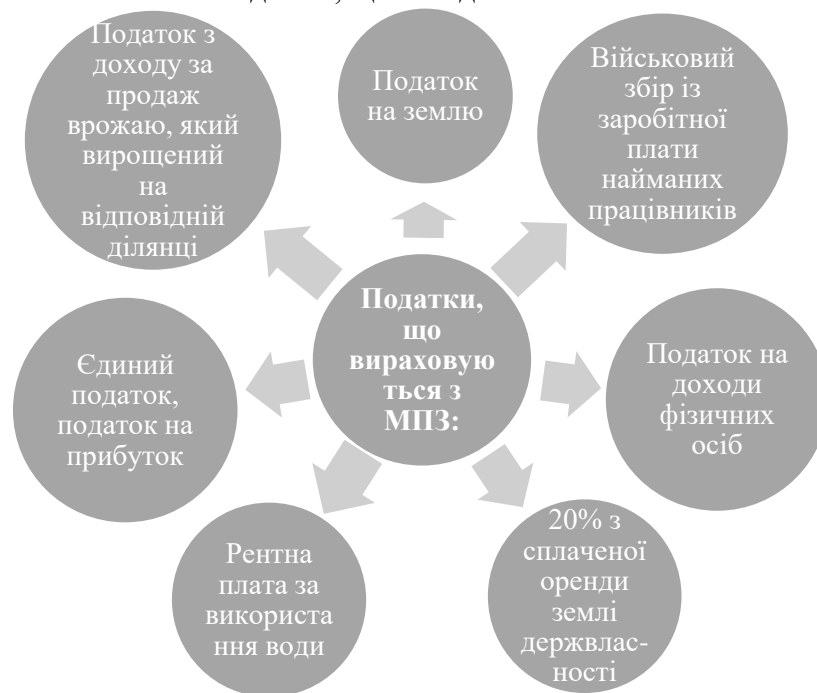 Податок з
доходу за
продаж
врожаю, який
вирощений
на
відповідній
ділянці
Податок
на землю
Військовий
збір із
заробітної
плати
найманих
працівників
Податки,
що
вираховую
ться з
МПЗ:
Єдиний
податок,
податок на
прибуток
Податок на
доходи
фізичних
осіб
Рентна
плата за
використа
ння води
20% з
сплаченої
оренди
землі
держвлас-
ності